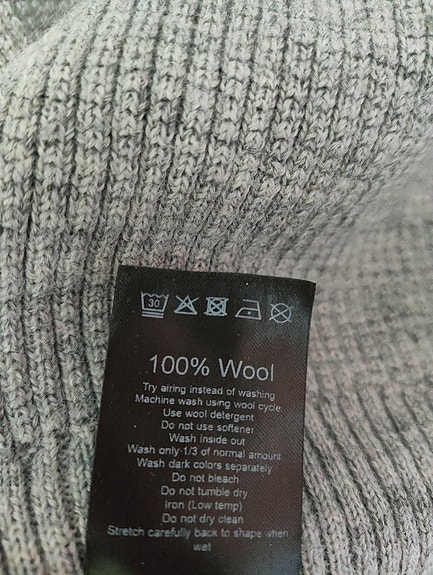 30
100% Wool
Try airing instead of washing
Machine wash using wool cycle
Use wool detergent
Do not use softener
Wash inside out
Wash only 1/3 of normal amount
Wash dark colors separately
Do not bleach
Do not tumble dry
Iron (Low temp)
Do not dry clean
Stretch carefully back to shape when
wet